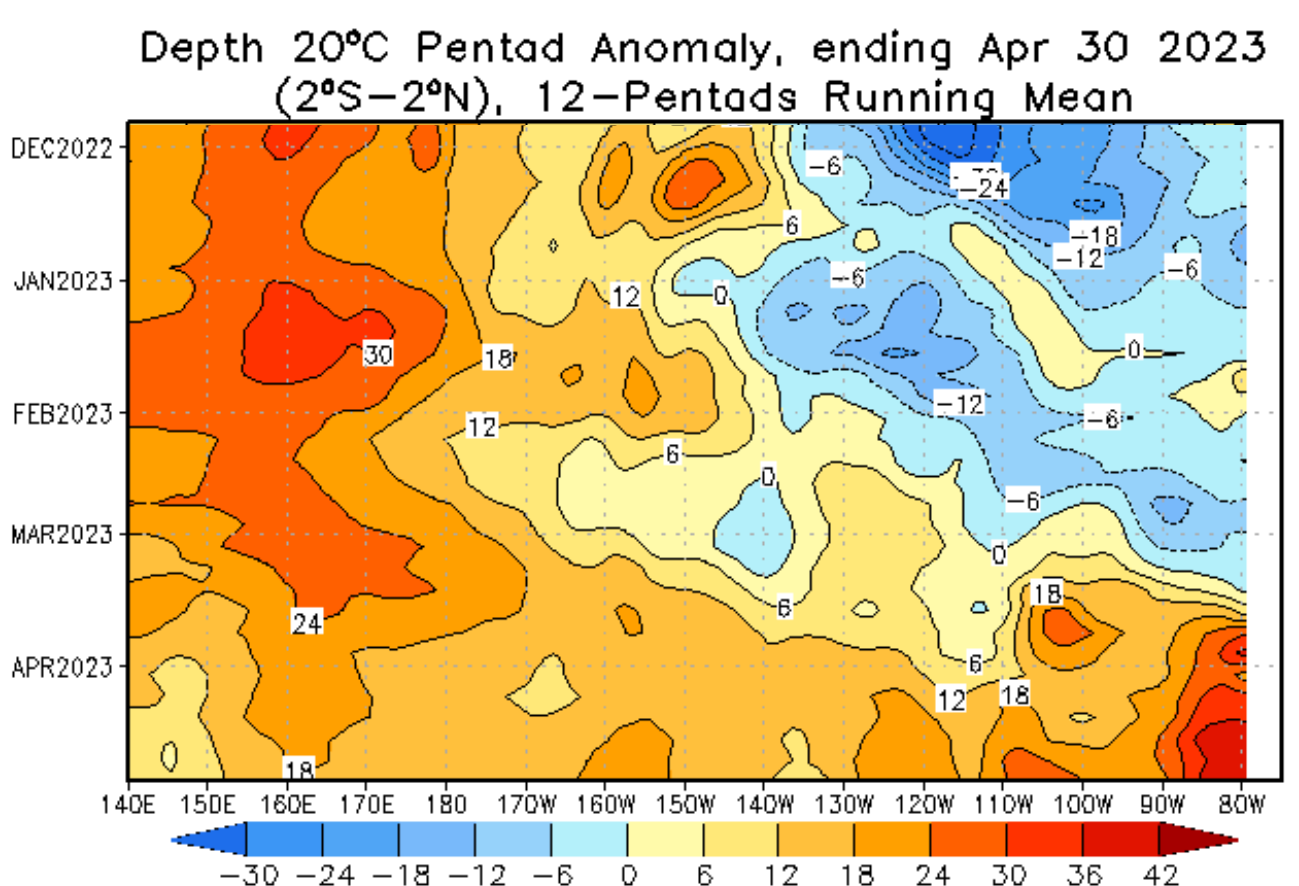 Depth 20°C Pentad Anomaly, ending Apr 30 2023
(2°S−2°N), 12−Pentads Running Mean
DEC2022
−6
−24
6
−18
−12
−6
JAN2023
−6
12
0
30
18
0
−12
FEB2023
−6
12
6
0
−6
MAR2023
0
18
6
24
APR2023
6
12
18
18
140E 150E 160E 170E 180 170W 160W 150W 140W 130W 120W 110W 100W 90W 80W
−30 −24 −18 −12 −6 0 6 12 18 24 30 36 42